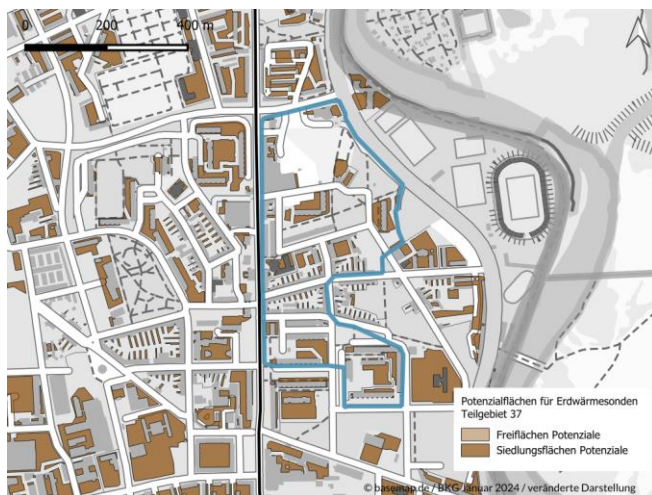 0 200 400 m
Potenzialflächen für Erdwärmesonden
Teilgebiet 37
Freiflächen Potenziale
Siedlungsflächen Potenziale
© basemap.de / BKG Januar 2024 / veränderte Darstellung